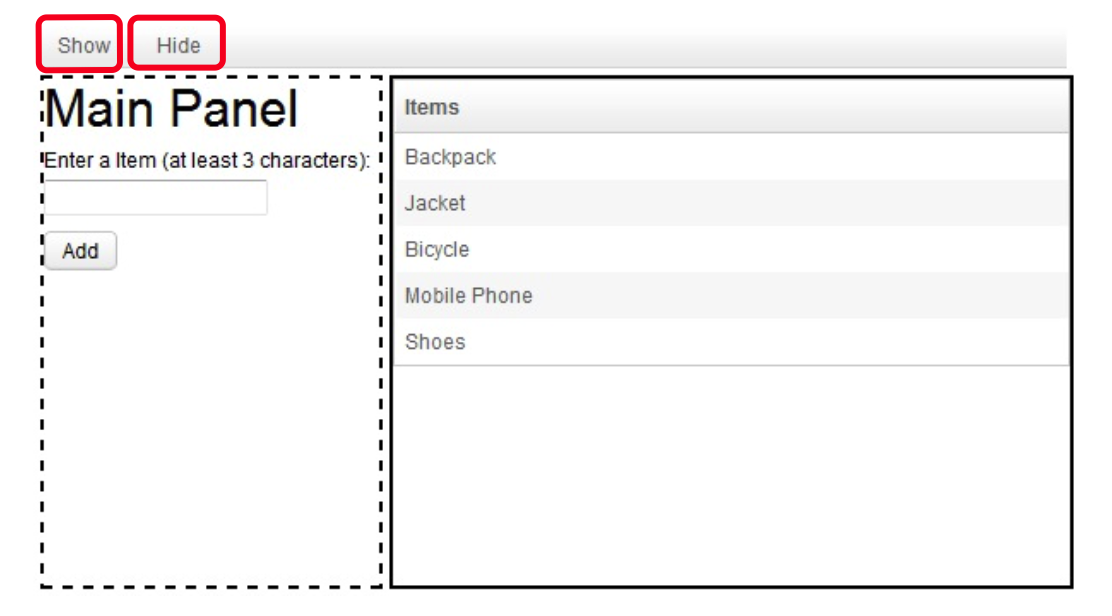 Show Hide
Main Panel
Enter a Item (at least 3 characters):
Add
Items
Backpack
Jacket
Bicycle
Mobile Phone
Shoes